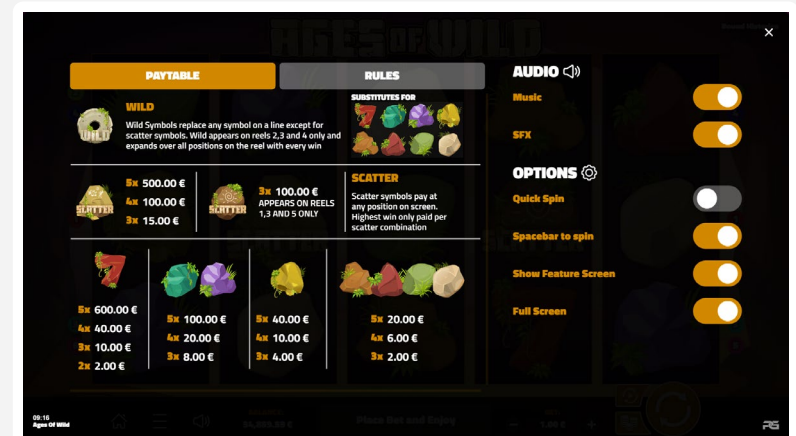 AGES OF WILD
PAYTABLE
RULES
WILD
Wild Symbols replace any symbol on a line except for
scatter symbols. Wild appears on reels 2,3 and 4 only and
expands over all positions on the reel with every win
WILD
SUBSTITUTES FOR
SCATTER
5x 500.00 €
4x 100.00 €
3x 15.00 €
SCATTER
3x 100.00 €
APPEARS ON REELS
1,3 AND 5 ONLY
SCATTER
Scatter symbols pay at
any position on screen.
Highest win only paid per
scatter combination
5x 600.00 €
4x 40.00 €
3x 10.00 €
2x 2.00 €
5x 100.00 €
4x 20.00 €
3x 8.00 €
5x 40.00 €
4x 10.00 €
3x 4.00 €
5x 20.00 €
4x 6.00 €
3x 2.00 €
AUDIO
Music
SFX
OPTIONS
Quick Spin
Spacebar to spin
Show Feature Screen
Full Screen
09:16
Ages Of Wild
Place Bet and Enjoy